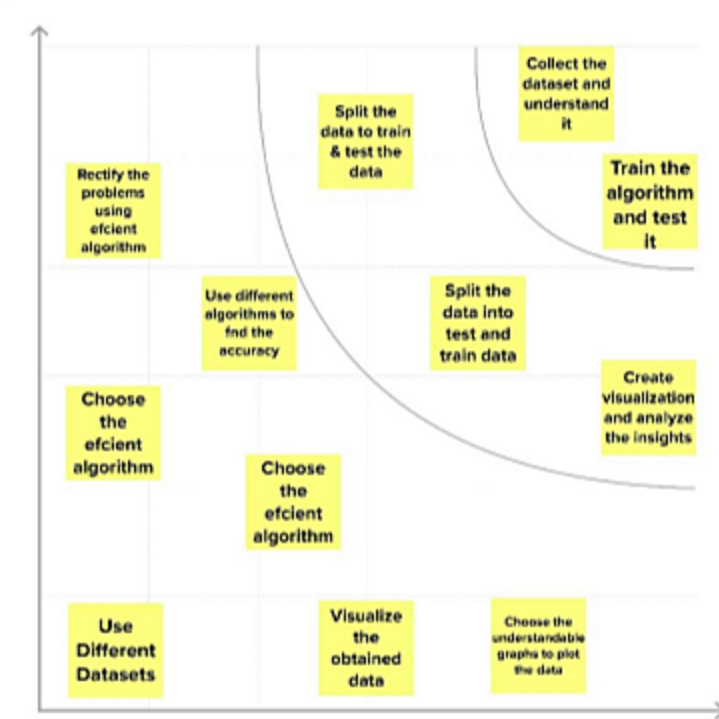 Collect the
dataset and
understand
it
Split the
data to train
& test the
data
Train the
algorithm
and test
it
Rectify the
problems
using
efcient
algorithm
Use different
algorithms to
fnd the
accuracy
Split the
data into
test and
train data
Create
visualization
and analyze
the insights
Choose
the
efcient
algorithm
Choose
the
efcient
algorithm
Use
Different
Datasets
Visualize
the
obtained
data
Choose the
understandable
graphs to plot
the data